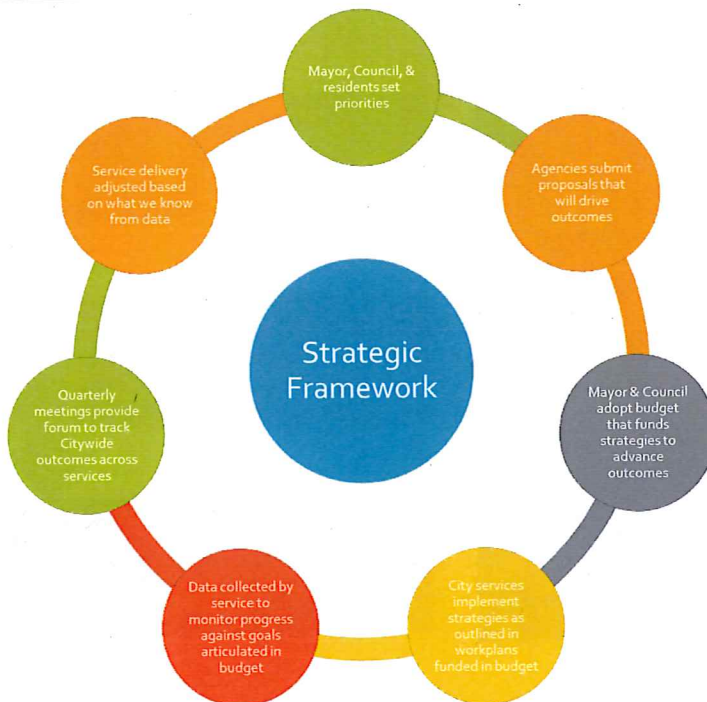 Mayor, Council, &
residents set
priorities
Agencies submit
proposals that
will drive
outcomes
Mayor & Council
adopt budget
that funds
strategies to
advance
outcomes
City services
implement
strategies as
outlined in
workplans
funded in budget
Data collected by
service to
monitor progress
against goals
articulated in
budget
Quarterly
meetings provide
forum to track
Citywide
outcomes across
services
Service delivery
adjusted based
on what we know
from data
Strategic
Framework